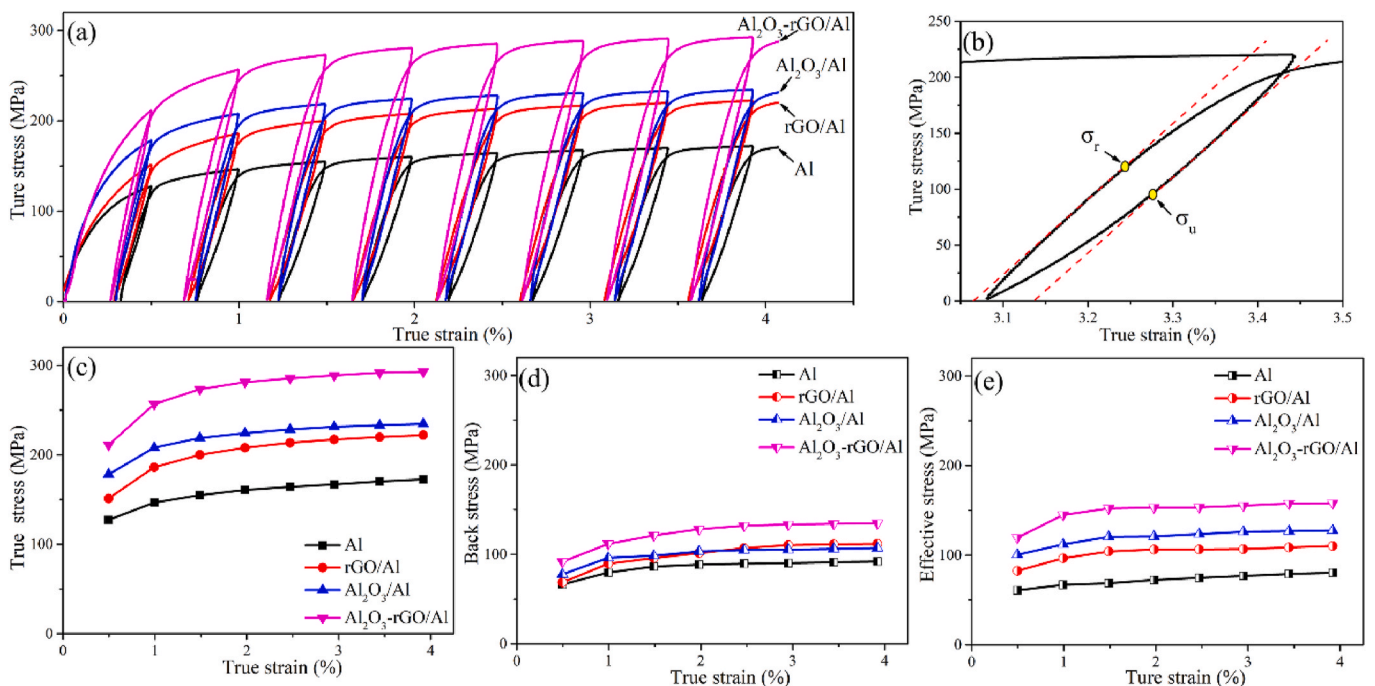 (a)
Ture stress (MPa)
300
200
100
0
0
1
2
3
4
True strain (%)
Al₂O₃-rGO/Al
Al₂O₃/Al
rGO/Al
Al
(b)
Ture stress (MPa)
250
200
150
100
50
0
3.1
3.2
3.3
3.4
3.5
True strain (%)
σᵣ
σᵤ
(c)
True stress (MPa)
300
200
100
0
0
1
2
3
4
True strain (%)
Al
rGO/Al
Al₂O₃/Al
Al₂O₃-rGO/Al
(d)
Back stress (MPa)
300
200
100
0
0
1
2
3
4
True strain (%)
Al
rGO/Al
Al₂O₃/Al
Al₂O₃-rGO/Al
(e)
Effective stress (MPa)
300
200
100
0
0
1
2
3
4
Ture strain (%)
Al
rGO/Al
Al₂O₃/Al
Al₂O₃-rGO/Al